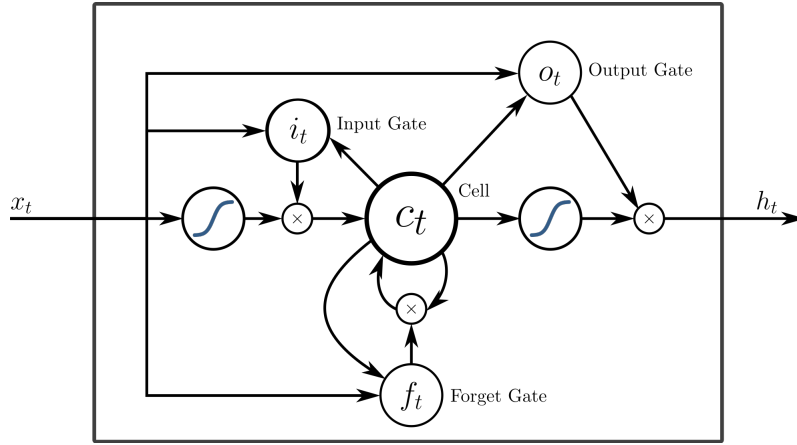 o_t Output Gate
i_t Input Gate
x_t
×
c_t
Cell
×
h_t
×
f_t Forget Gate